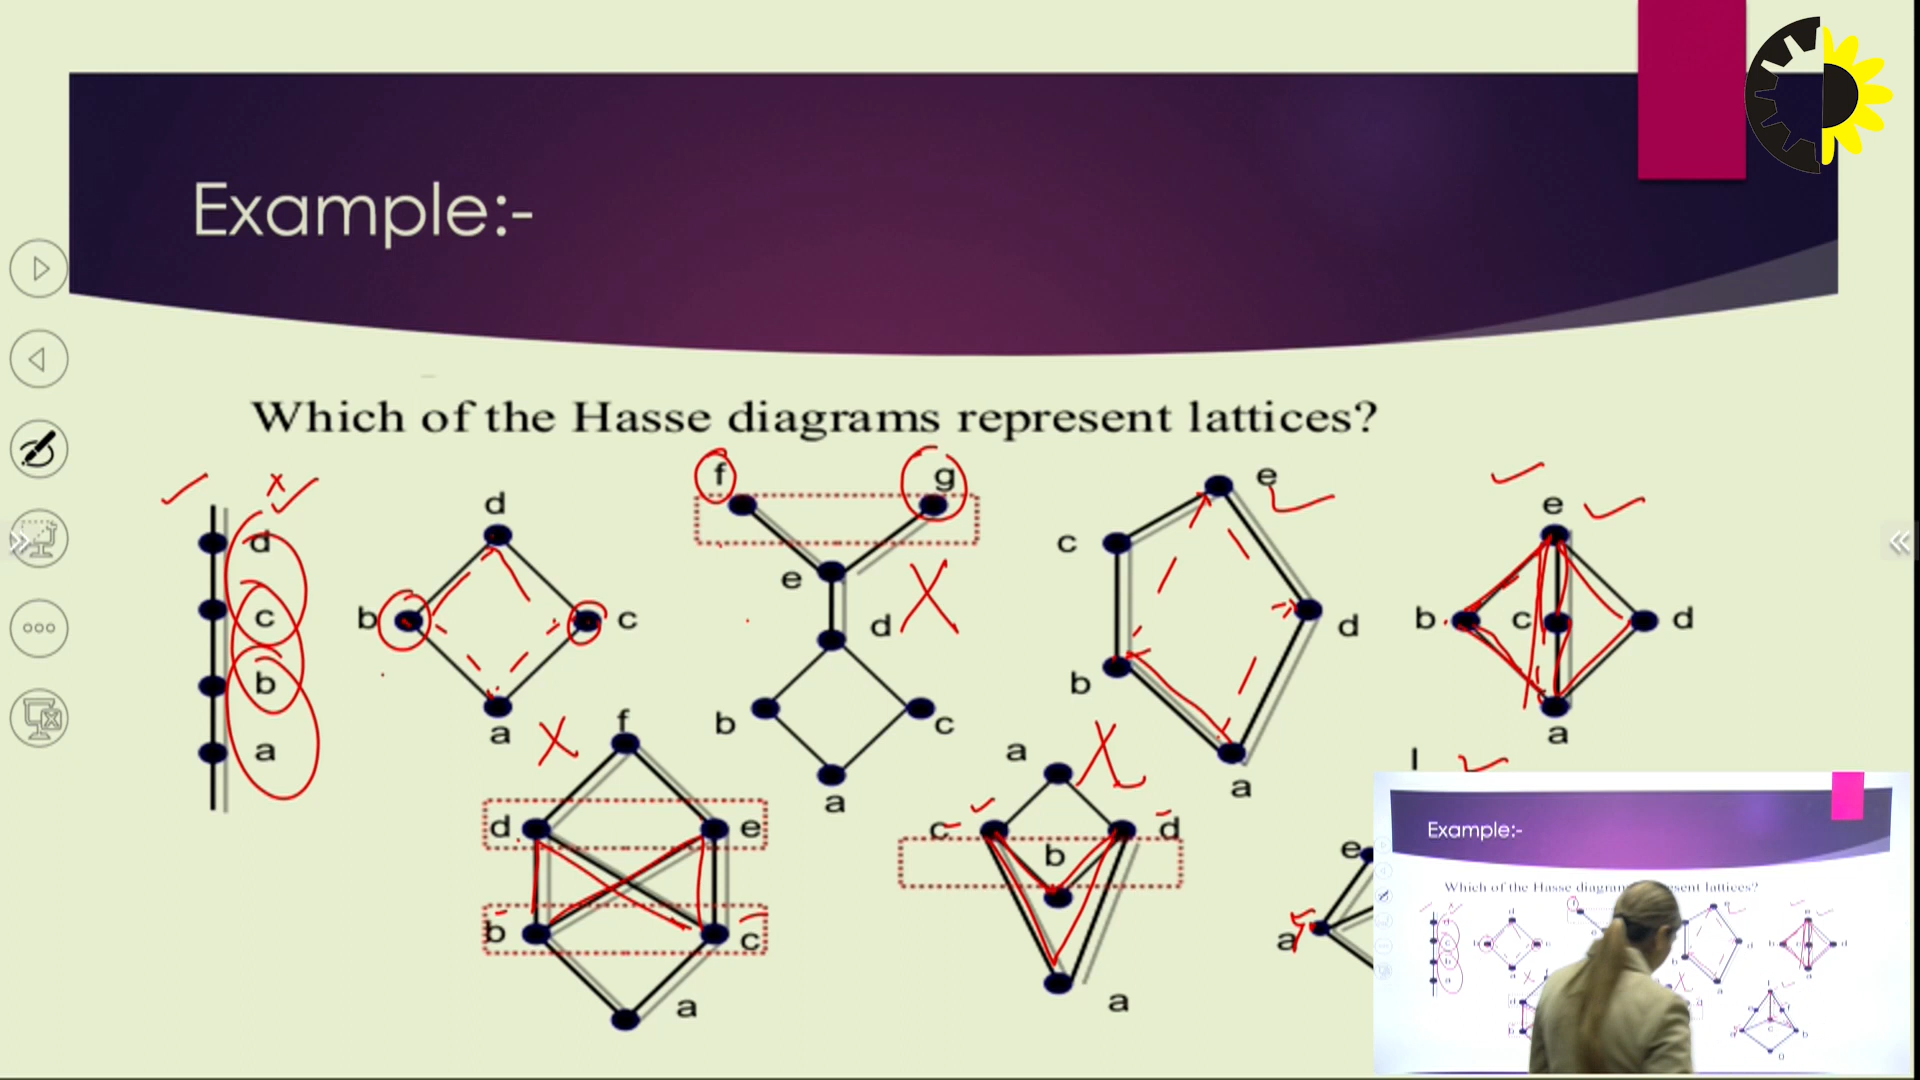 Example:-
Which of the Hasse diagrams represent lattices?
d
c
b
a
d
b
c
a
f
g
e
d
b
c
a
e
c
d
b
a
e
b
c
d
a
f
d
e
b
c
a
a
c
d
b
a
e
a
Example:-